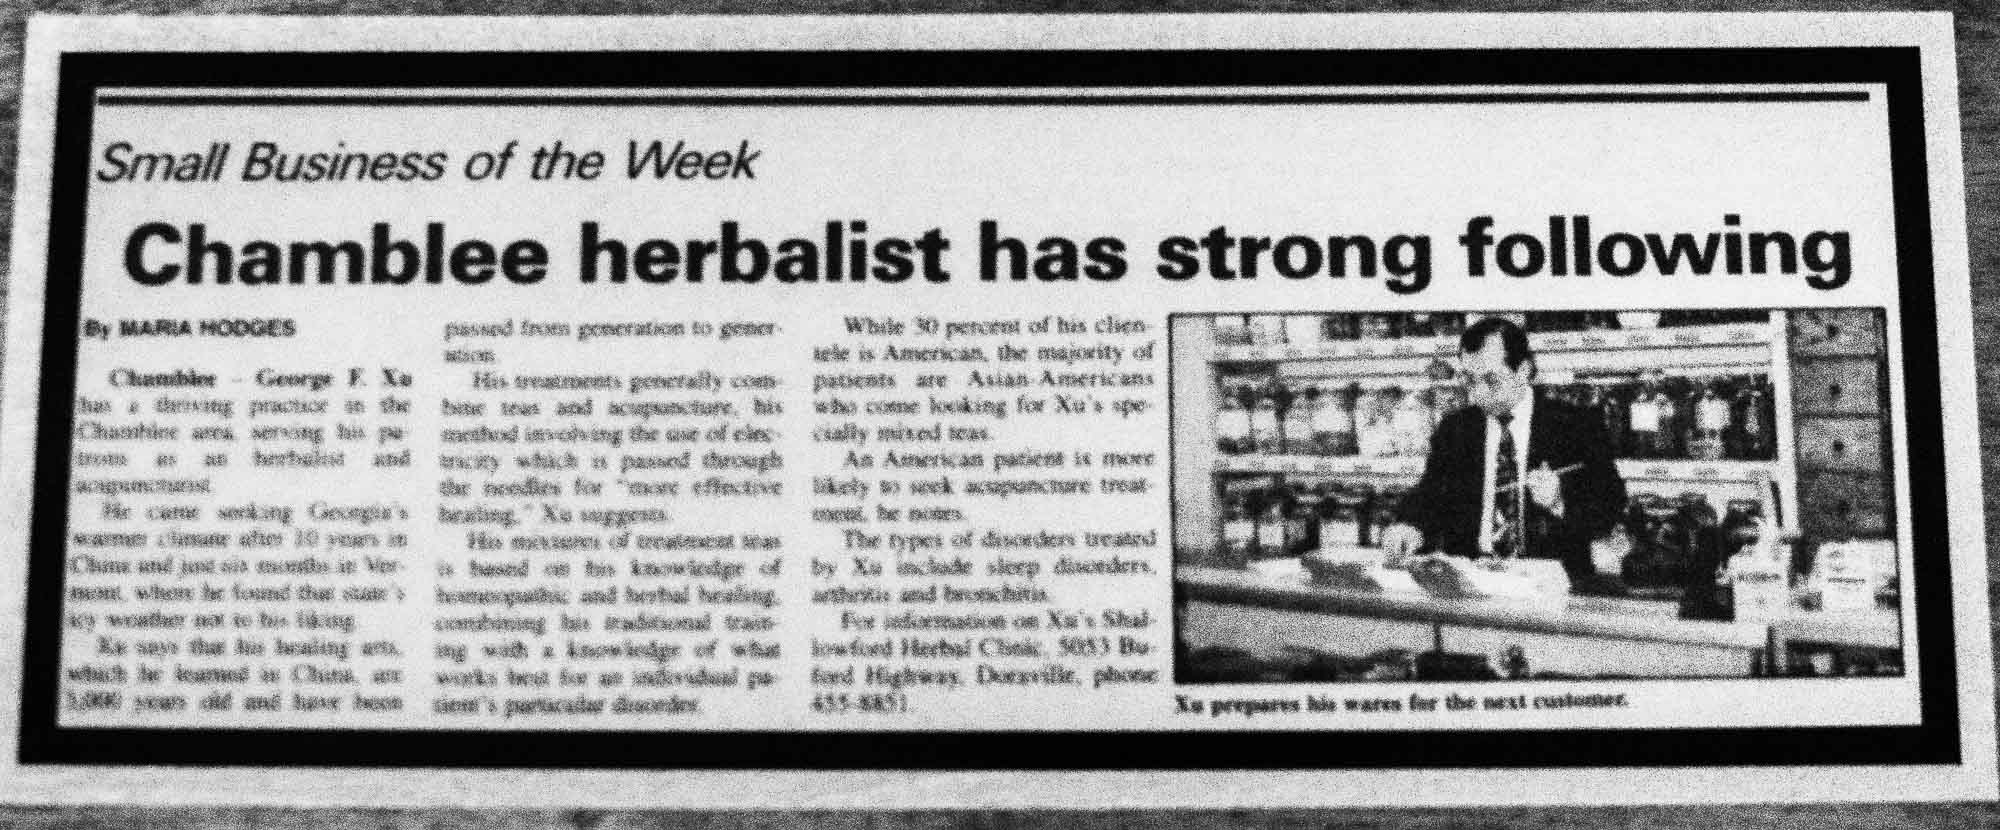 Small Business of the Week
Chamblee herbalist has strong following
By MARIA HODGES
Chamblee – George F. Xu
has a thriving practice in the
Chamblee area, serving his pa-
trons as an herbalist and
acupuncturist.
He came seeking Georgia's
warmer climate after 10 years in
China and just six months in Ver-
mont, where he found that state's
icy weather not to his liking.
Xu says that his healing arts,
which he learned in China, are
years old and have been
passed from generation to gener-
ation.
His treatments generally com-
bine teas and acupuncture, his
method involving the use of elec-
tricity which is passed through
the needles for "more effective
healing," Xu suggests.
His mixtures of treatment teas
is based on his knowledge of
homeopathic and herbal healing,
combining his traditional train-
ing with a knowledge of what
works best for an individual pa-
tient's particular disorder.
While 30 percent of his clien-
tele is American, the majority of
patients are Asian-Americans
who come looking for Xu's spe-
cially mixed teas.
An American patient is more
likely to seek acupuncture treat-
ment, he notes.
The types of disorders treated
by Xu include sleep disorders,
arthritis and bronchitis.
For information on Xu's Shal-
lowford Herbal Clinic, 5053 Bu-
ford Highway, Doraville, phone
455-8851.
Xu prepares his wares for the next customer.